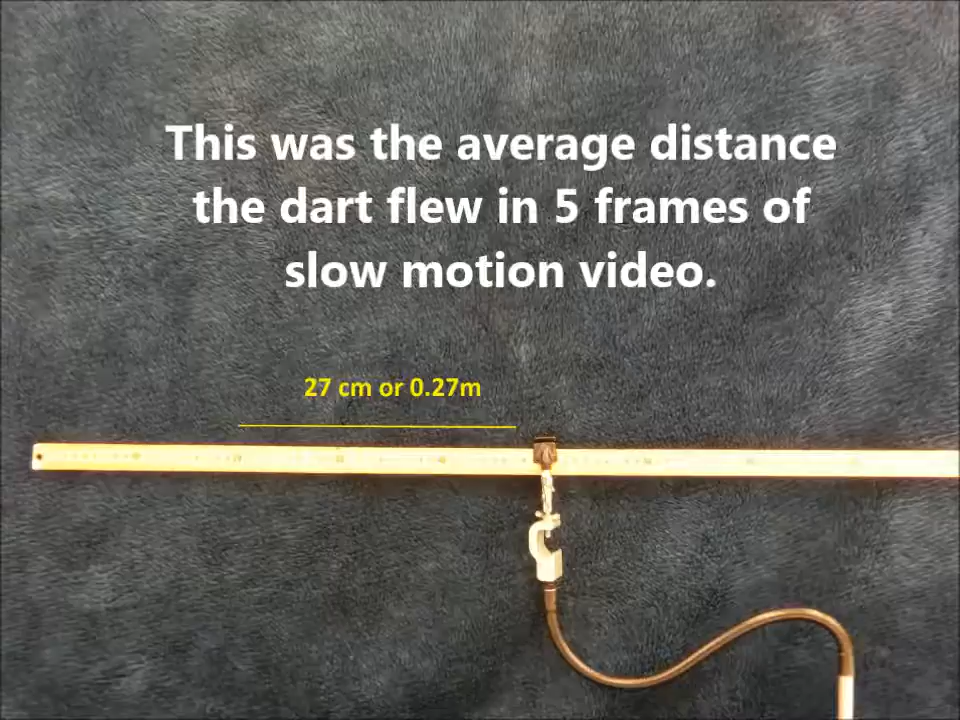 This was the average distance
the dart flew in 5 frames of
slow motion video.
27 cm or 0.27m